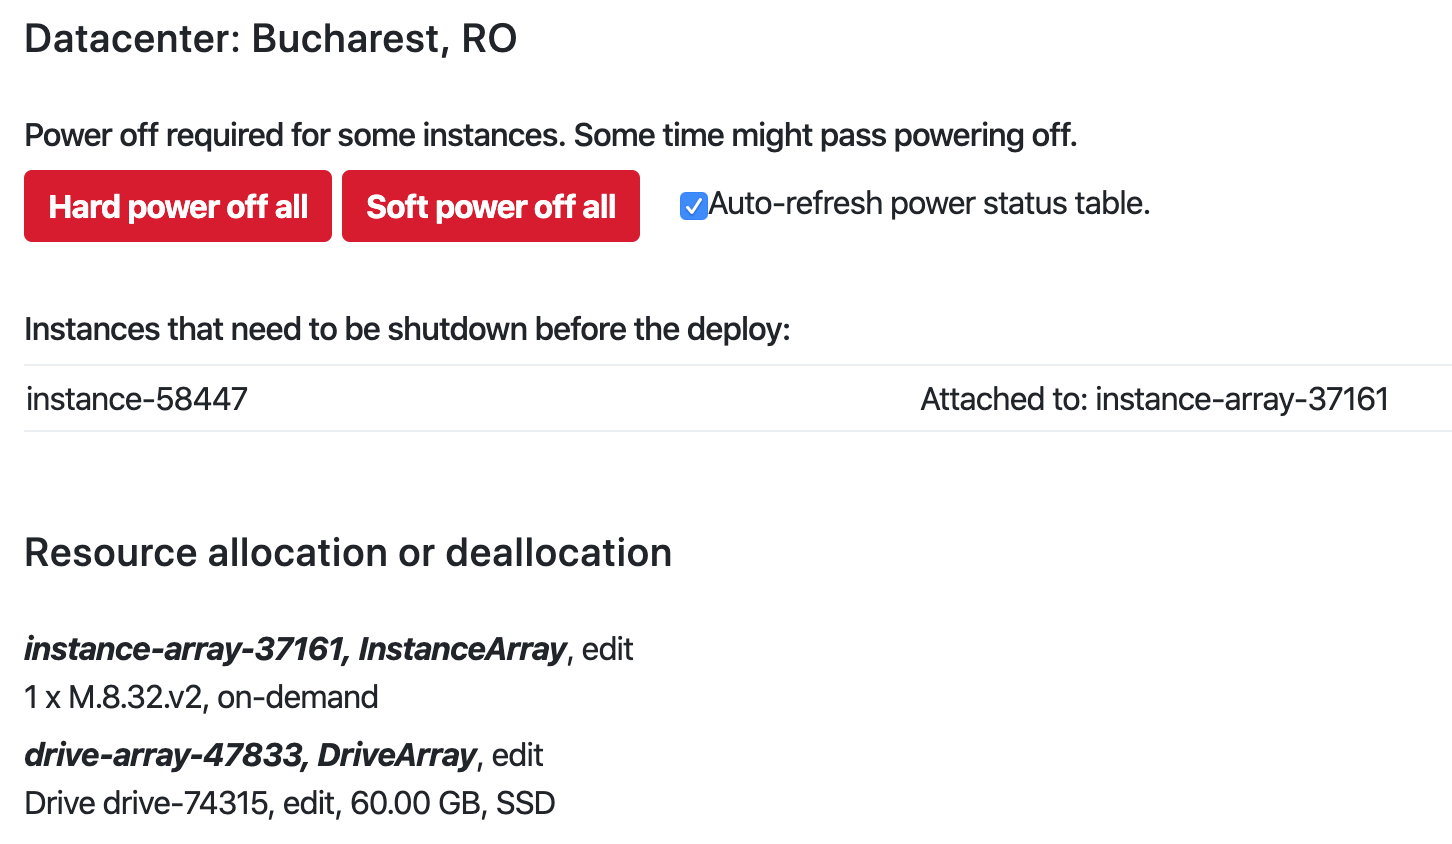 Datacenter: Bucharest, RO
Power off required for some instances. Some time might pass powering off.
Hard power off all
Soft power off all
Auto-refresh power status table.
Instances that need to be shutdown before the deploy:
instance-58447
Attached to: instance-array-37161
Resource allocation or deallocation
instance-array-37161, InstanceArray, edit
1 x M.8.32.v2, on-demand
drive-array-47833, DriveArray, edit
Drive drive-74315, edit, 60.00 GB, SSD